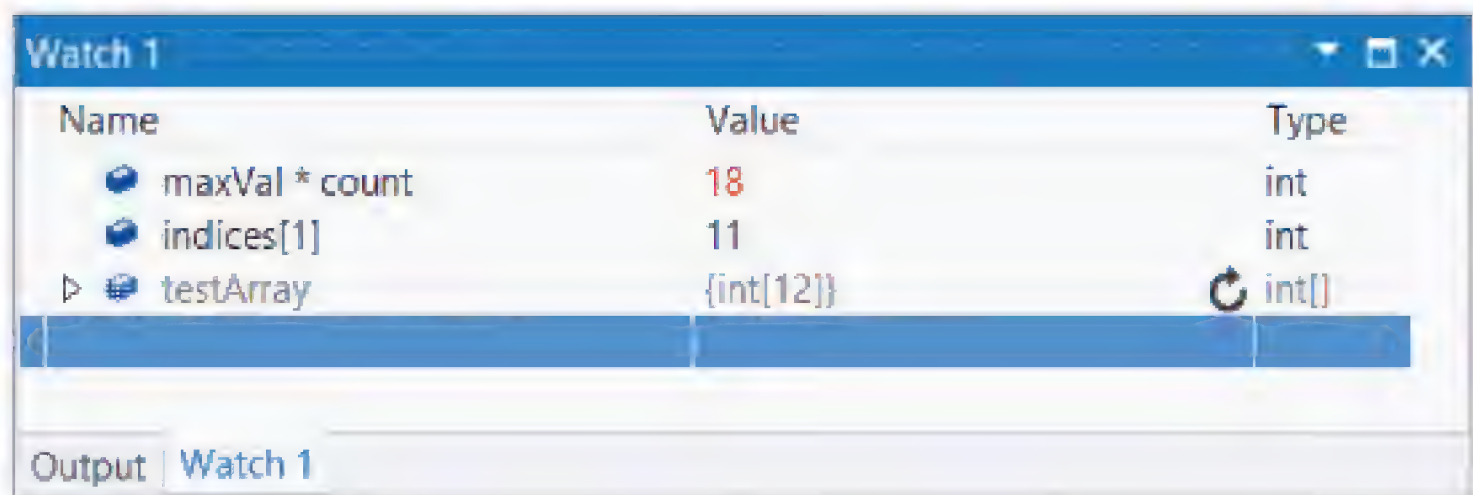 Watch 1
Name Value Type
maxVal * count 18 int
indices[1] 11 int
testArray {int[12]} int[]
Output Watch 1